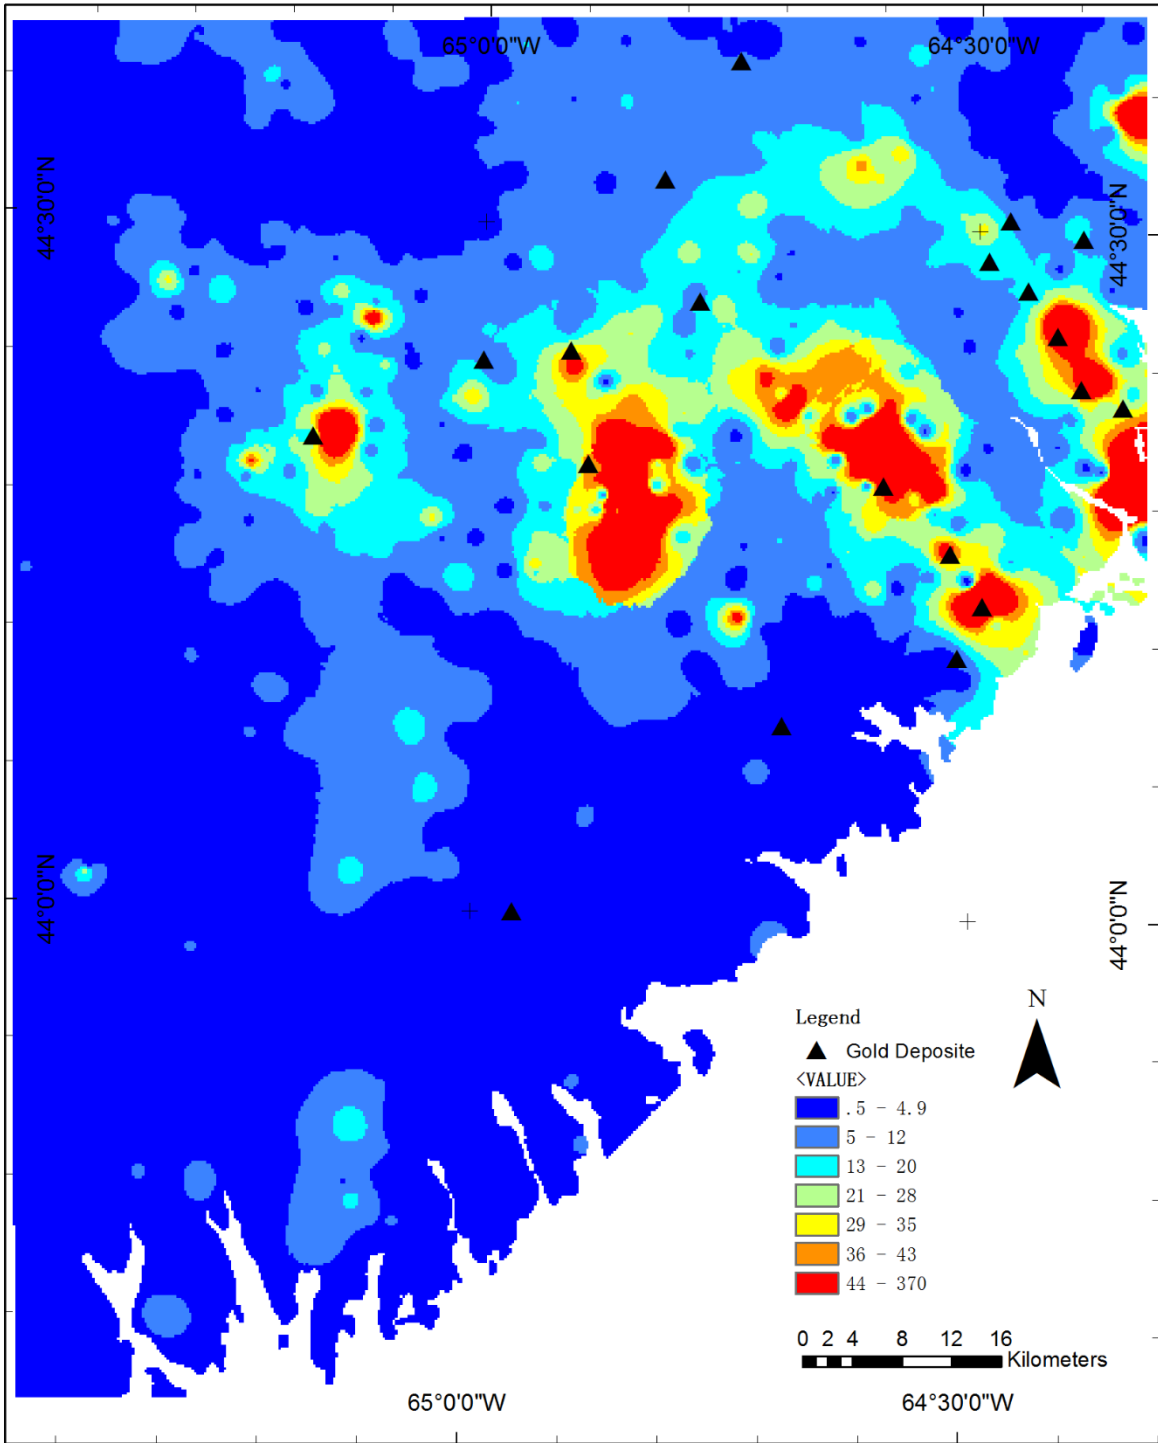 65°0'0"W 64°30'0"W
44°30'0"N
44°30'0"N
44°0'0"N
44°0'0"N
N
Legend
Gold Deposite
<VALUE>
.5 - 4.9
5 - 12
13 - 20
21 - 28
29 - 35
36 - 43
44 - 370
0 2 4 8 12 16
Kilometers
65°0'0"W 64°30'0"W